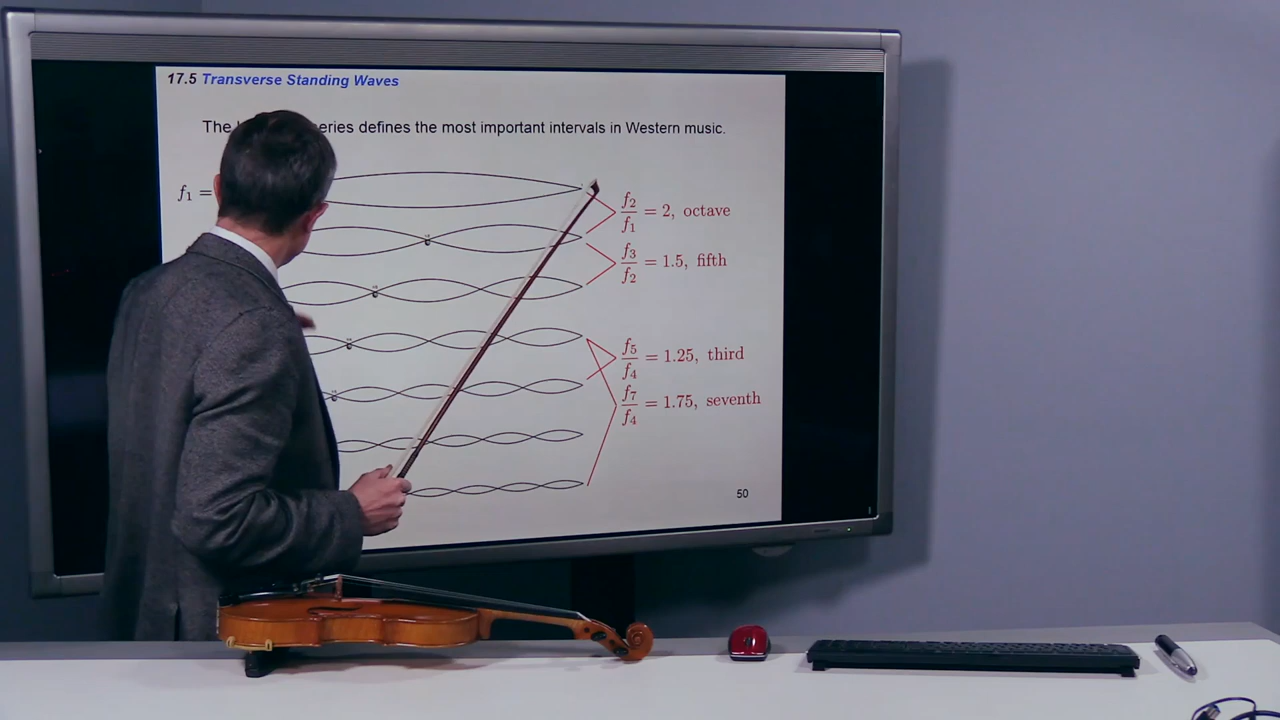 17.5 Transverse Standing Waves
The eries defines the most important intervals in Western music.
f₁ =
f₂/f₁ = 2, octave
f₃/f₂ = 1.5, fifth
f₅/f₄ = 1.25, third
f₇/f₄ = 1.75, seventh
50